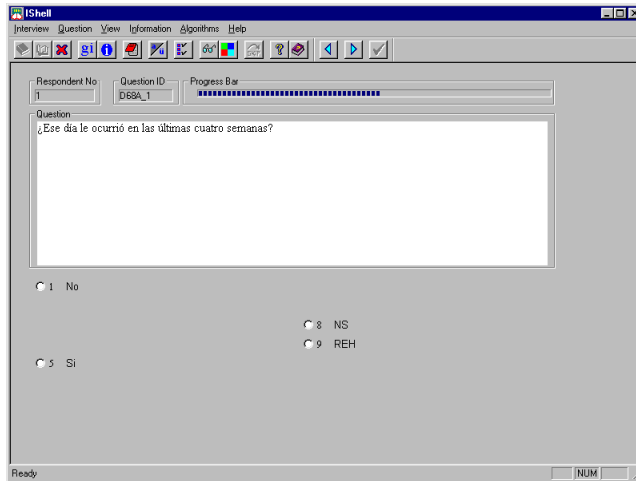 IShell
Interview Question View Information Algorithms Help
gi
Respondent No
Question ID
Progress Bar
1
D68A_1
Question
¿Ese día le ocurrió en las últimas cuatro semanas?
1 No
8 NS
9 REH
5 Si
Ready
NUM